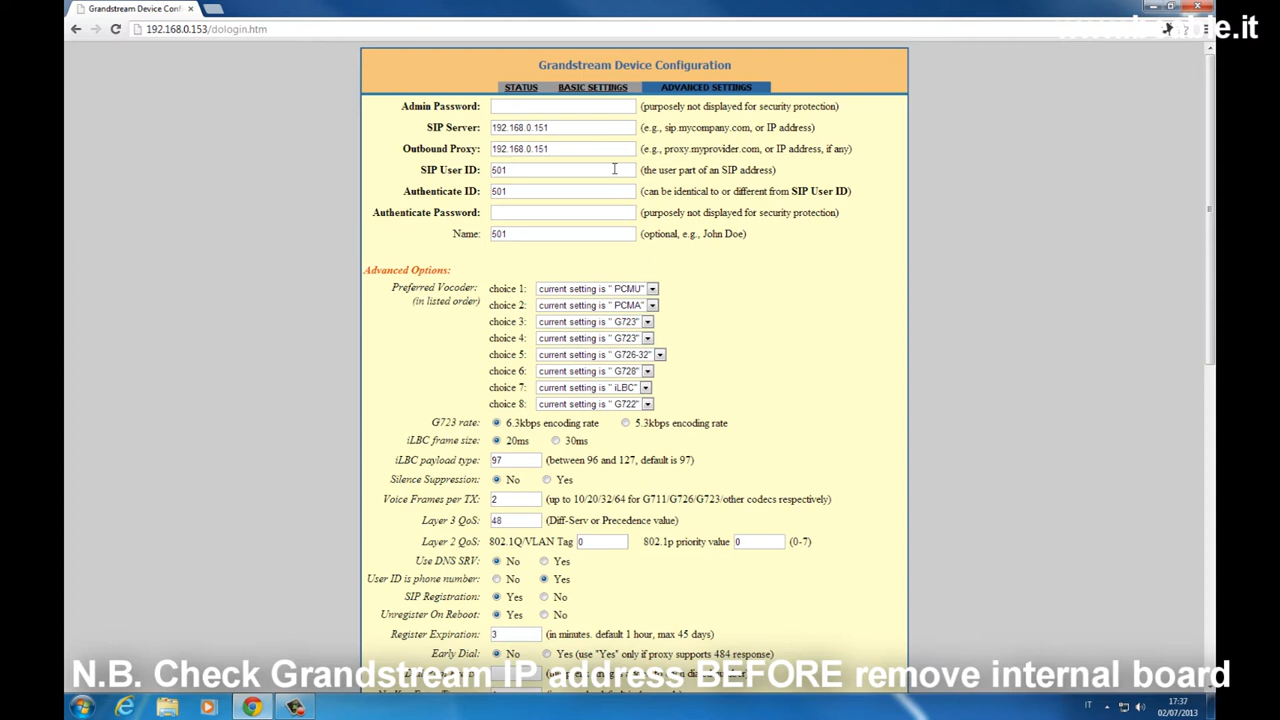 Grandstream Device Conf
192.168.0.153/dologin.htm
Grandstream Device Configuration
STATUS BASIC SETTINGS ADVANCED SETTINGS
Admin Password: (purposely not displayed for security protection)
SIP Server: 192.168.0.151 (e.g., sip.mycompany.com, or IP address)
Outbound Proxy: 192.168.0.151 (e.g., proxy.myprovider.com, or IP address, if any)
SIP User ID: 501 (the user part of an SIP address)
Authenticate ID: 501 (can be identical to or different from SIP User ID)
Authenticate Password: (purposely not displayed for security protection)
Name: 501 (optional, e.g., John Doe)
Advanced Options:
Preferred Vocoder: choice 1: current setting is " PCMU"
(in listed order) choice 2: current setting is " PCMA"
choice 3: current setting is " G723"
choice 4: current setting is " G723"
choice 5: current setting is " G726-32"
choice 6: current setting is " G728"
choice 7: current setting is " iLBC"
choice 8: current setting is " G722"
G723 rate: 6.3kbps encoding rate 5.3kbps encoding rate
iLBC frame size: 20ms 30ms
iLBC payload type: 97 (between 96 and 127, default is 97)
Silence Suppression: No Yes
Voice Frames per TX: 2 (up to 10/20/32/64 for G711/G726/G723/other codecs respectively)
Layer 3 QoS: 48 (Diff-Serv or Precedence value)
Layer 2 QoS: 802.1Q/VLAN Tag 0 802.1p priority value 0 (0-7)
Use DNS SRV: No Yes
User ID is phone number: No Yes
SIP Registration: Yes No
Unregister On Reboot: Yes No
Register Expiration: 3 (in minutes. default 1 hour, max 45 days)
Early Dial: No Yes (use "Yes" only if proxy supports 484 response)
N.B. Check Grandstream IP address BEFORE remove internal board
IT 17:37
02/07/2013